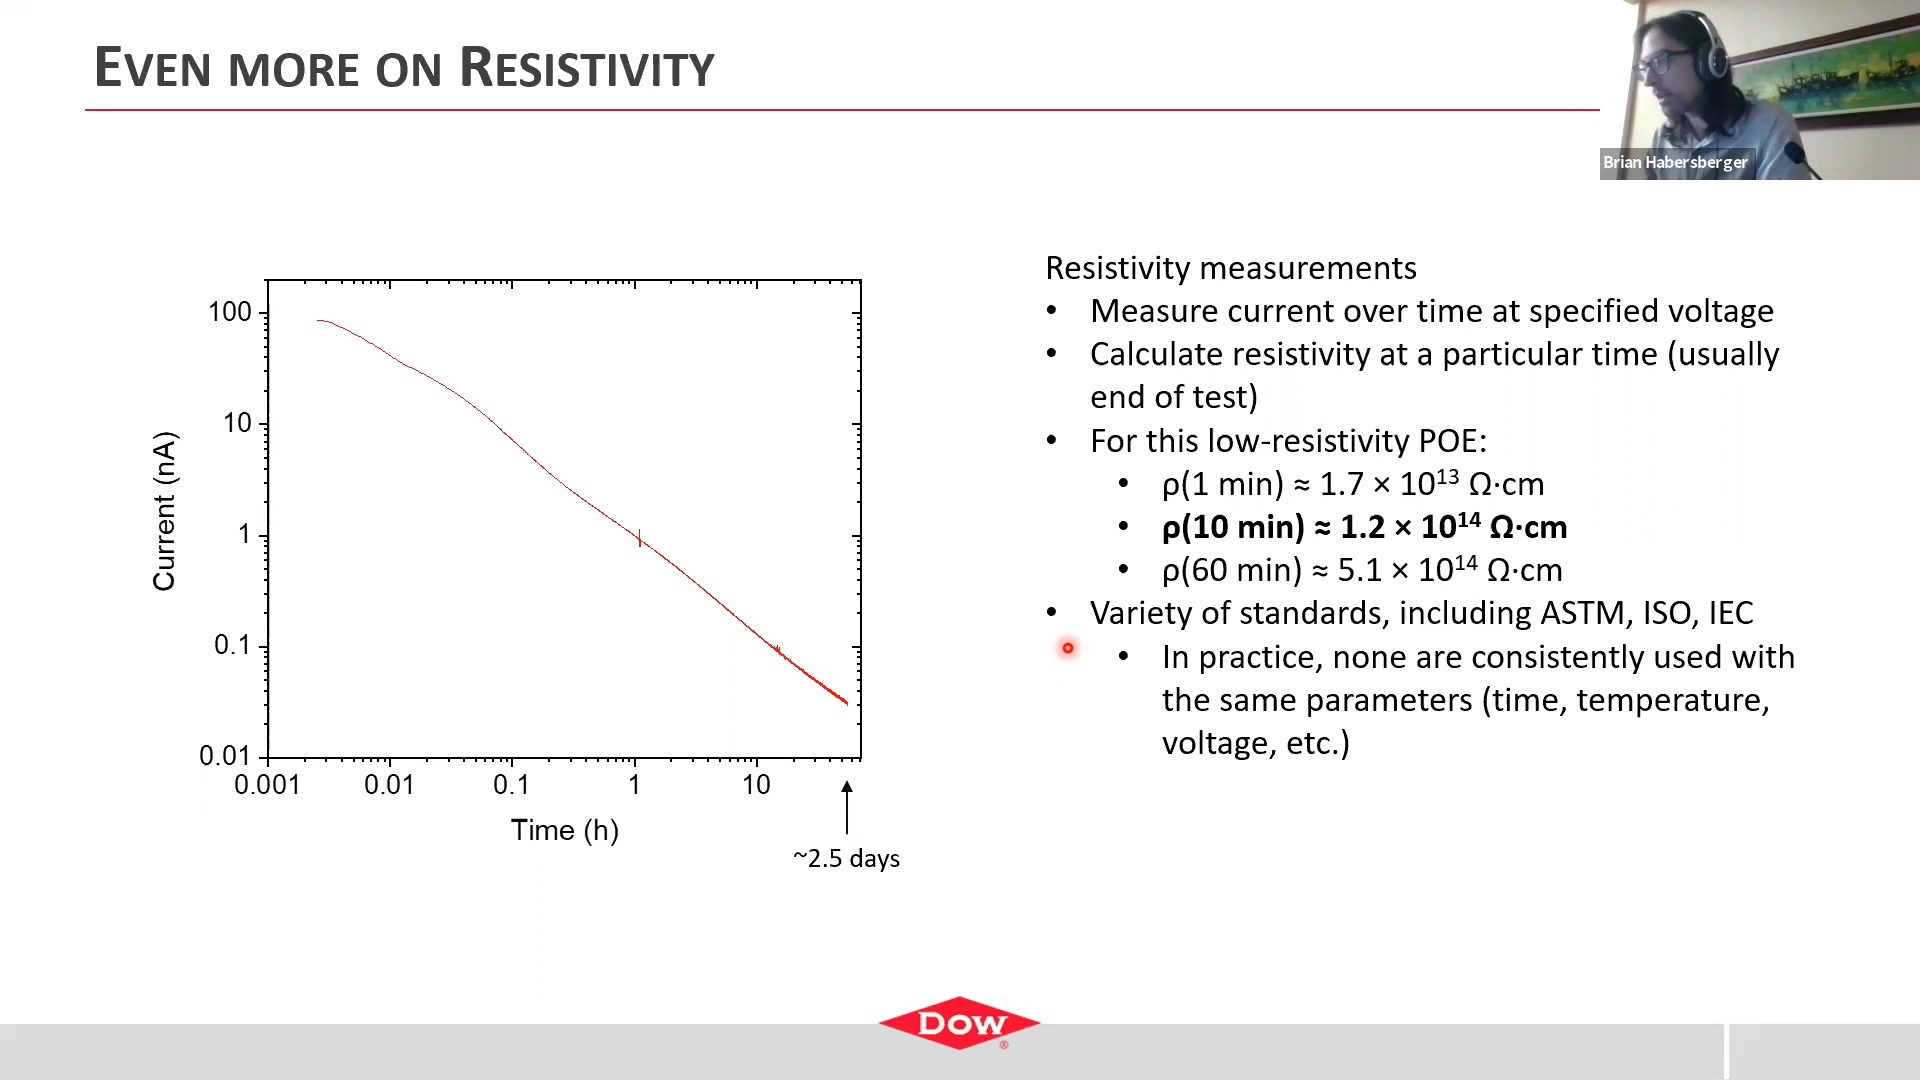 EVEN MORE ON RESISTIVITY
Brian Habersberger
Current (nA)
100
10
1
0.1
0.01
0.001 0.01 0.1 1 10
Time (h)
~2.5 days
Resistivity measurements
• Measure current over time at specified voltage
• Calculate resistivity at a particular time (usually
end of test)
• For this low-resistivity POE:
• ρ(1 min) ≈ 1.7 × 10¹³ Ω·cm
• ρ(10 min) ≈ 1.2 × 10¹⁴ Ω·cm
• ρ(60 min) ≈ 5.1 × 10¹⁴ Ω·cm
• Variety of standards, including ASTM, ISO, IEC
• In practice, none are consistently used with
the same parameters (time, temperature,
voltage, etc.)
DOW
®